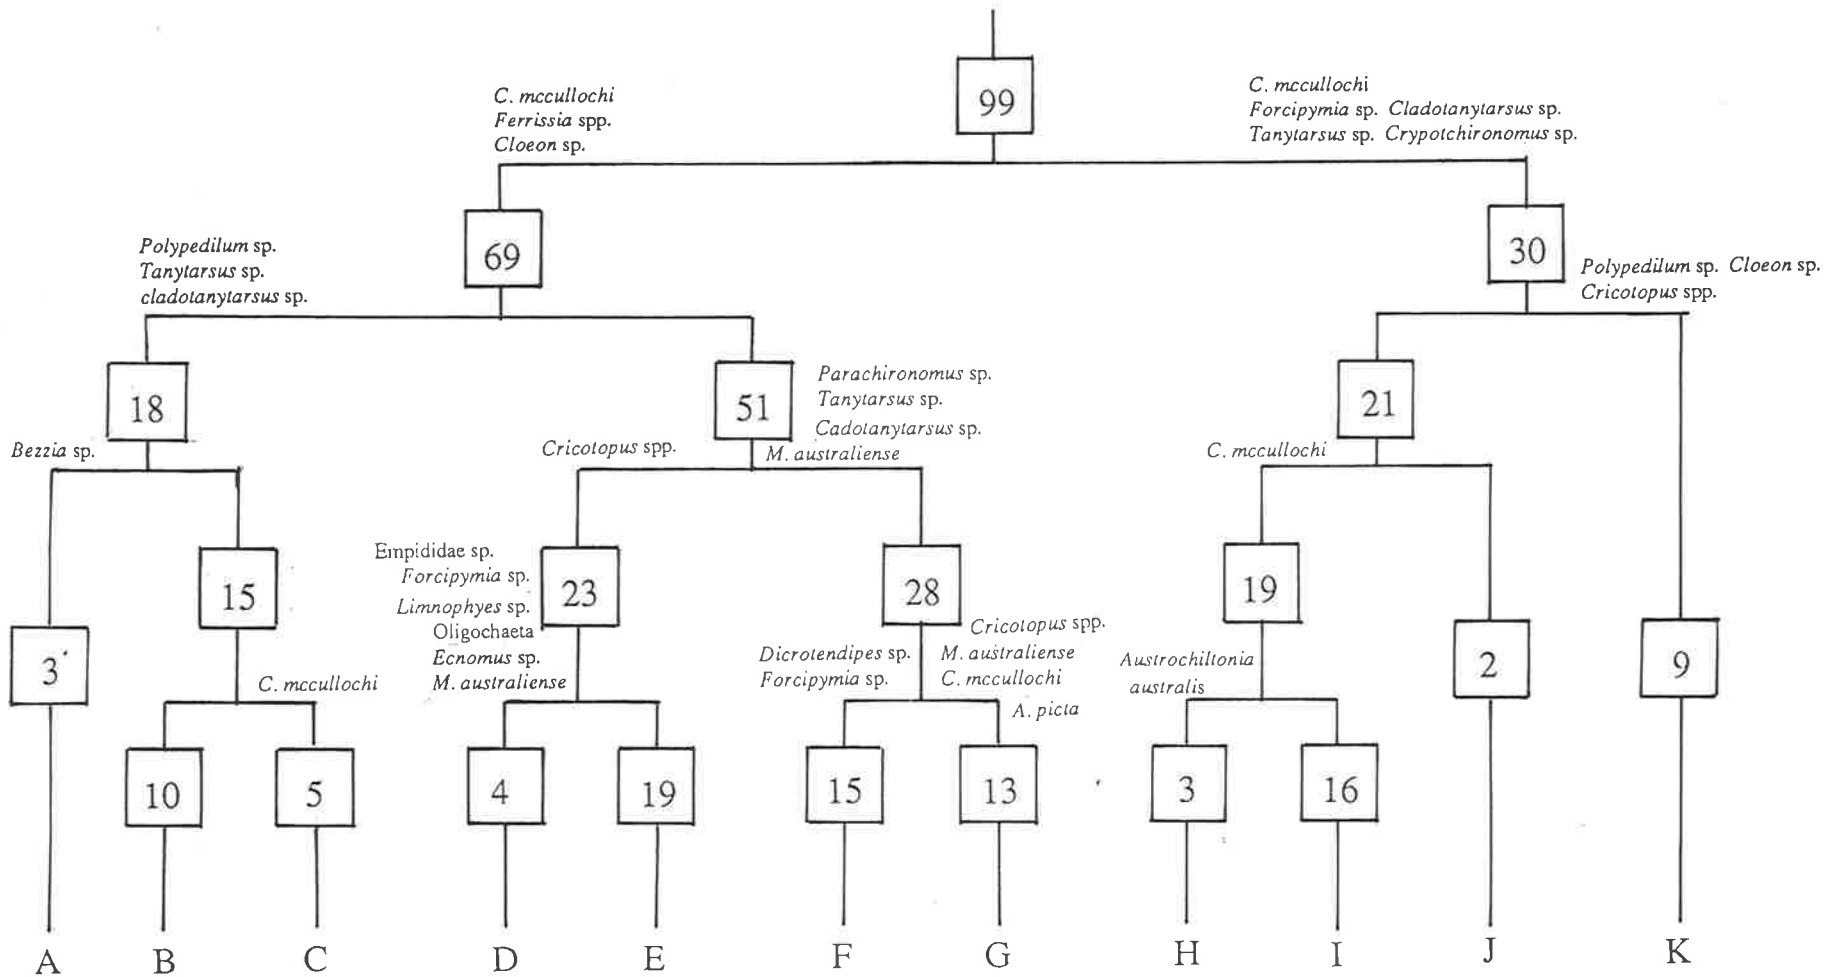 99
C. mccullochi
Ferrissia spp.
Cloeon sp.
C. mccullochi
Forcipymia sp. Cladotanytarsus sp.
Tanytarsus sp. Crypotchironomus sp.
69
30
Polypedilum sp.
Tanytarsus sp.
cladotanytarsus sp.
Polypedilum sp. Cloeon sp.
Cricotopus spp.
18
51
21
Bezzia sp.
Cricotopus spp.
Parachironomus sp.
Tanytarsus sp.
Cadotanytarsus sp.
M. australiense
C. mccullochi
15
23
28
19
Empididae sp.
Forcipymia sp.
Limnophyes sp.
Oligochaeta
Ecnomus sp.
M. australiense
3
2
9
C. mccullochi
Dicrotendipes sp.
Forcipymia sp.
Cricotopus spp.
M. australiense
C. mccullochi
A. picta
Austrochiltonia
australis
10
5
4
19
15
13
3
16
A B C D E F G H I J K